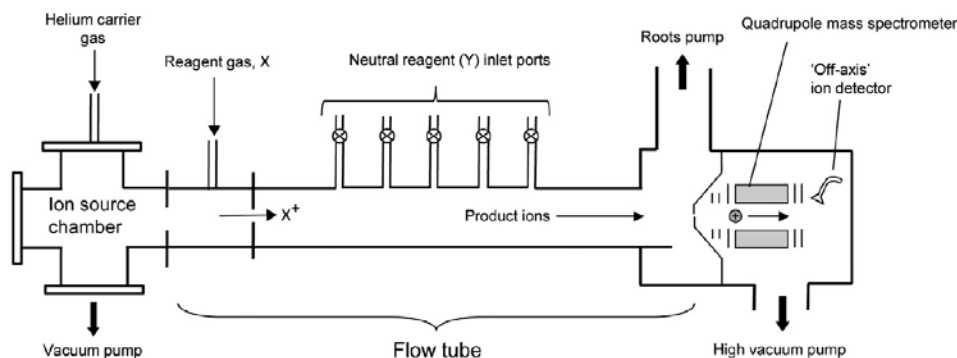 Helium carrier
gas
Reagent gas, X
Neutral reagent (Y) inlet ports
Roots pump
Quadrupole mass spectrometer
'Off-axis'
ion detector
Ion source
chamber
X+
Product ions
+
Vacuum pump
Flow tube
High vacuum pump